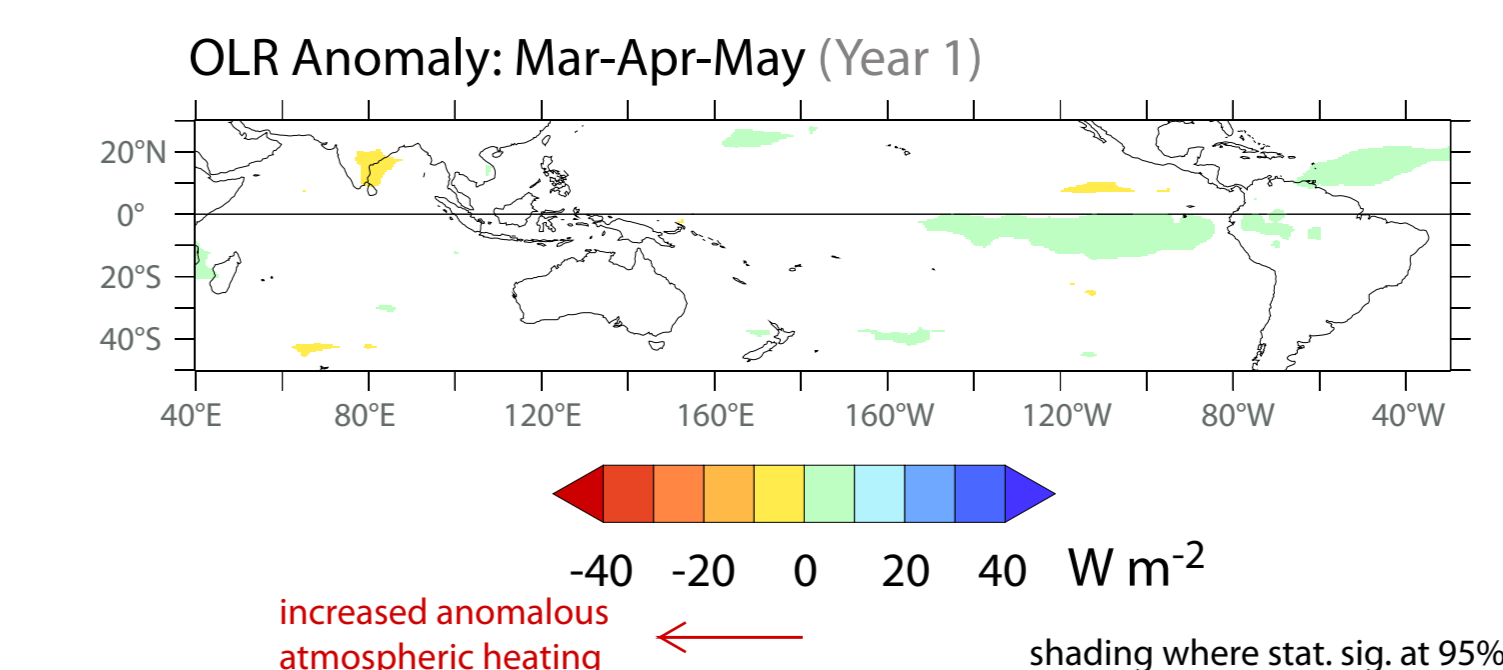 OLR Anomaly: Mar-Apr-May (Year 1)
20°N
0°
20°S
40°S
40°E 80°E 120°E 160°E 160°W 120°W 80°W 40°W
-40 -20 0 20 40 W m-2
increased anomalous
atmospheric heating
shading where stat. sig. at 95%